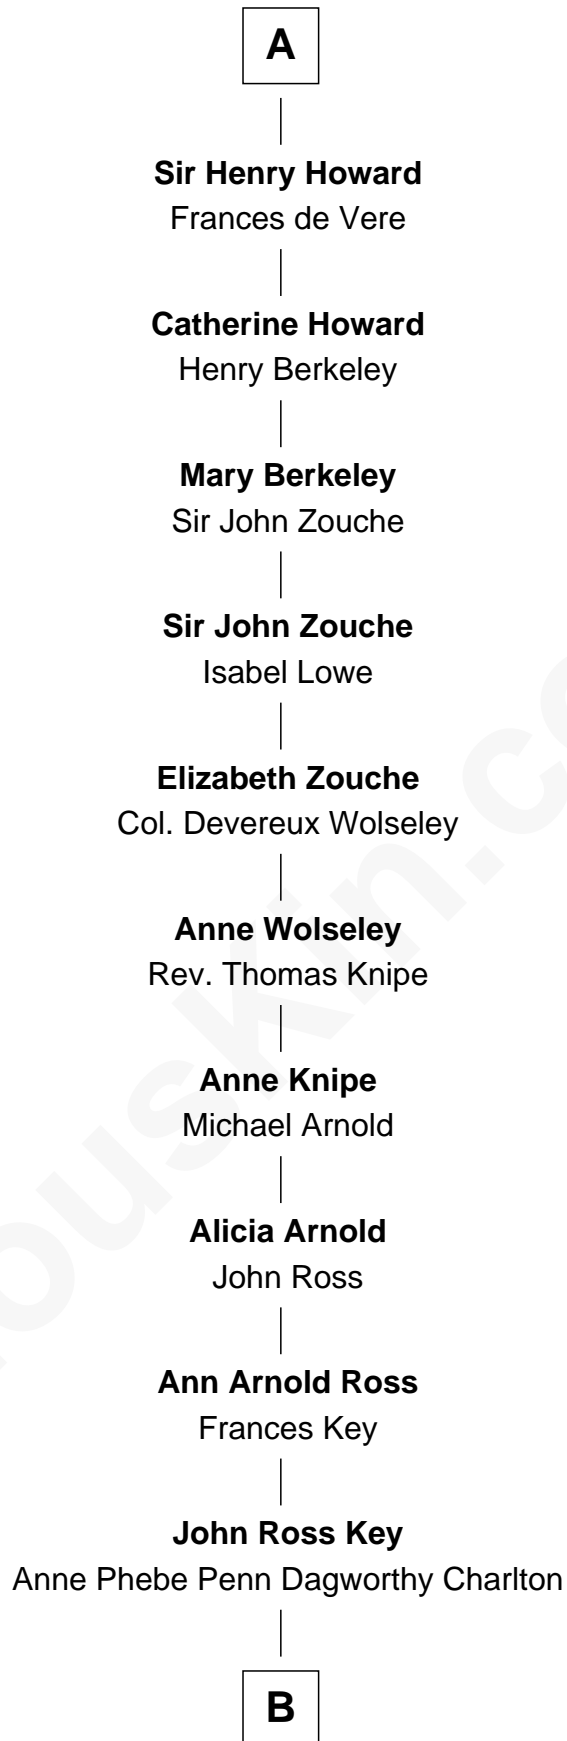 A
Sir Henry Howard
Frances de Vere
Catherine Howard
Henry Berkeley
Mary Berkeley
Sir John Zouche
Sir John Zouche
Isabel Lowe
Elizabeth Zouche
Col. Devereux Wolseley
Anne Wolseley
Rev. Thomas Knipe
Anne Knipe
Michael Arnold
Alicia Arnold
John Ross
Ann Arnold Ross
Frances Key
John Ross Key
Anne Phebe Penn Dagworthy Charlton
B